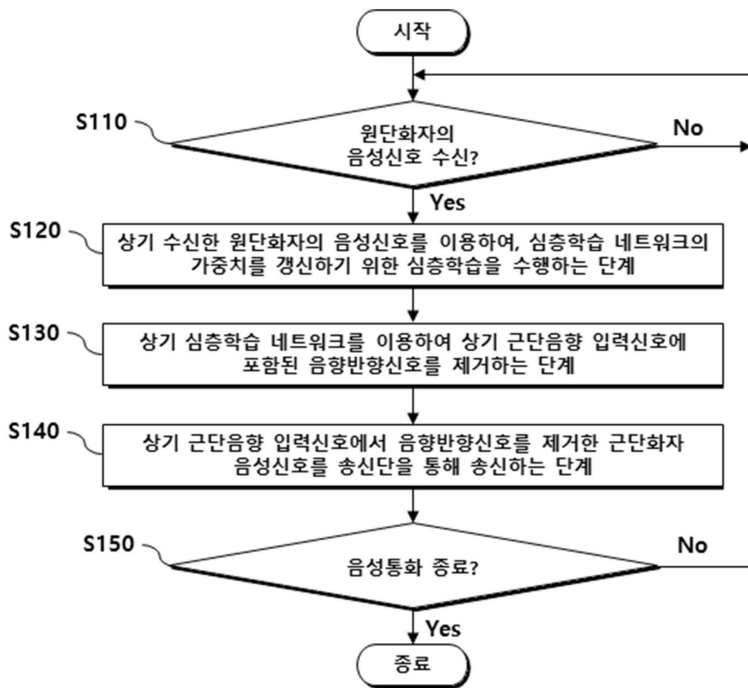 시작
S110
원단화자의
음성신호 수신?
No
Yes
S120
상기 수신한 원단화자의 음성신호를 이용하여, 심층학습 네트워크의
가중치를 갱신하기 위한 심층학습을 수행하는 단계
S130
상기 심층학습 네트워크를 이용하여 상기 근단음향 입력신호에
포함된 음향반향신호를 제거하는 단계
S140
상기 근단음향 입력신호에서 음향반향신호를 제거한 근단화자
음성신호를 송신단을 통해 송신하는 단계
S150
음성통화 종료?
No
Yes
종료